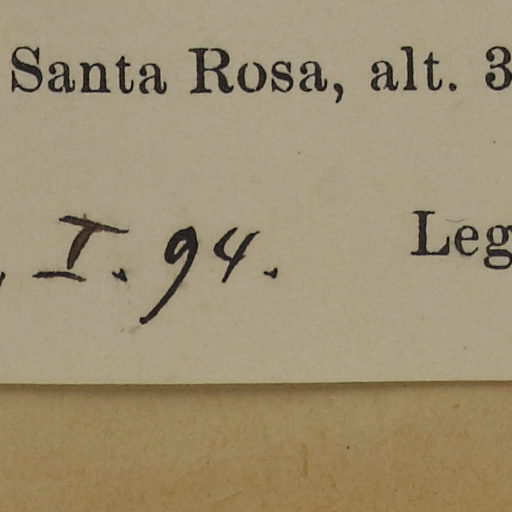 Santa Rosa, alt. 3
, I. 94. Leg